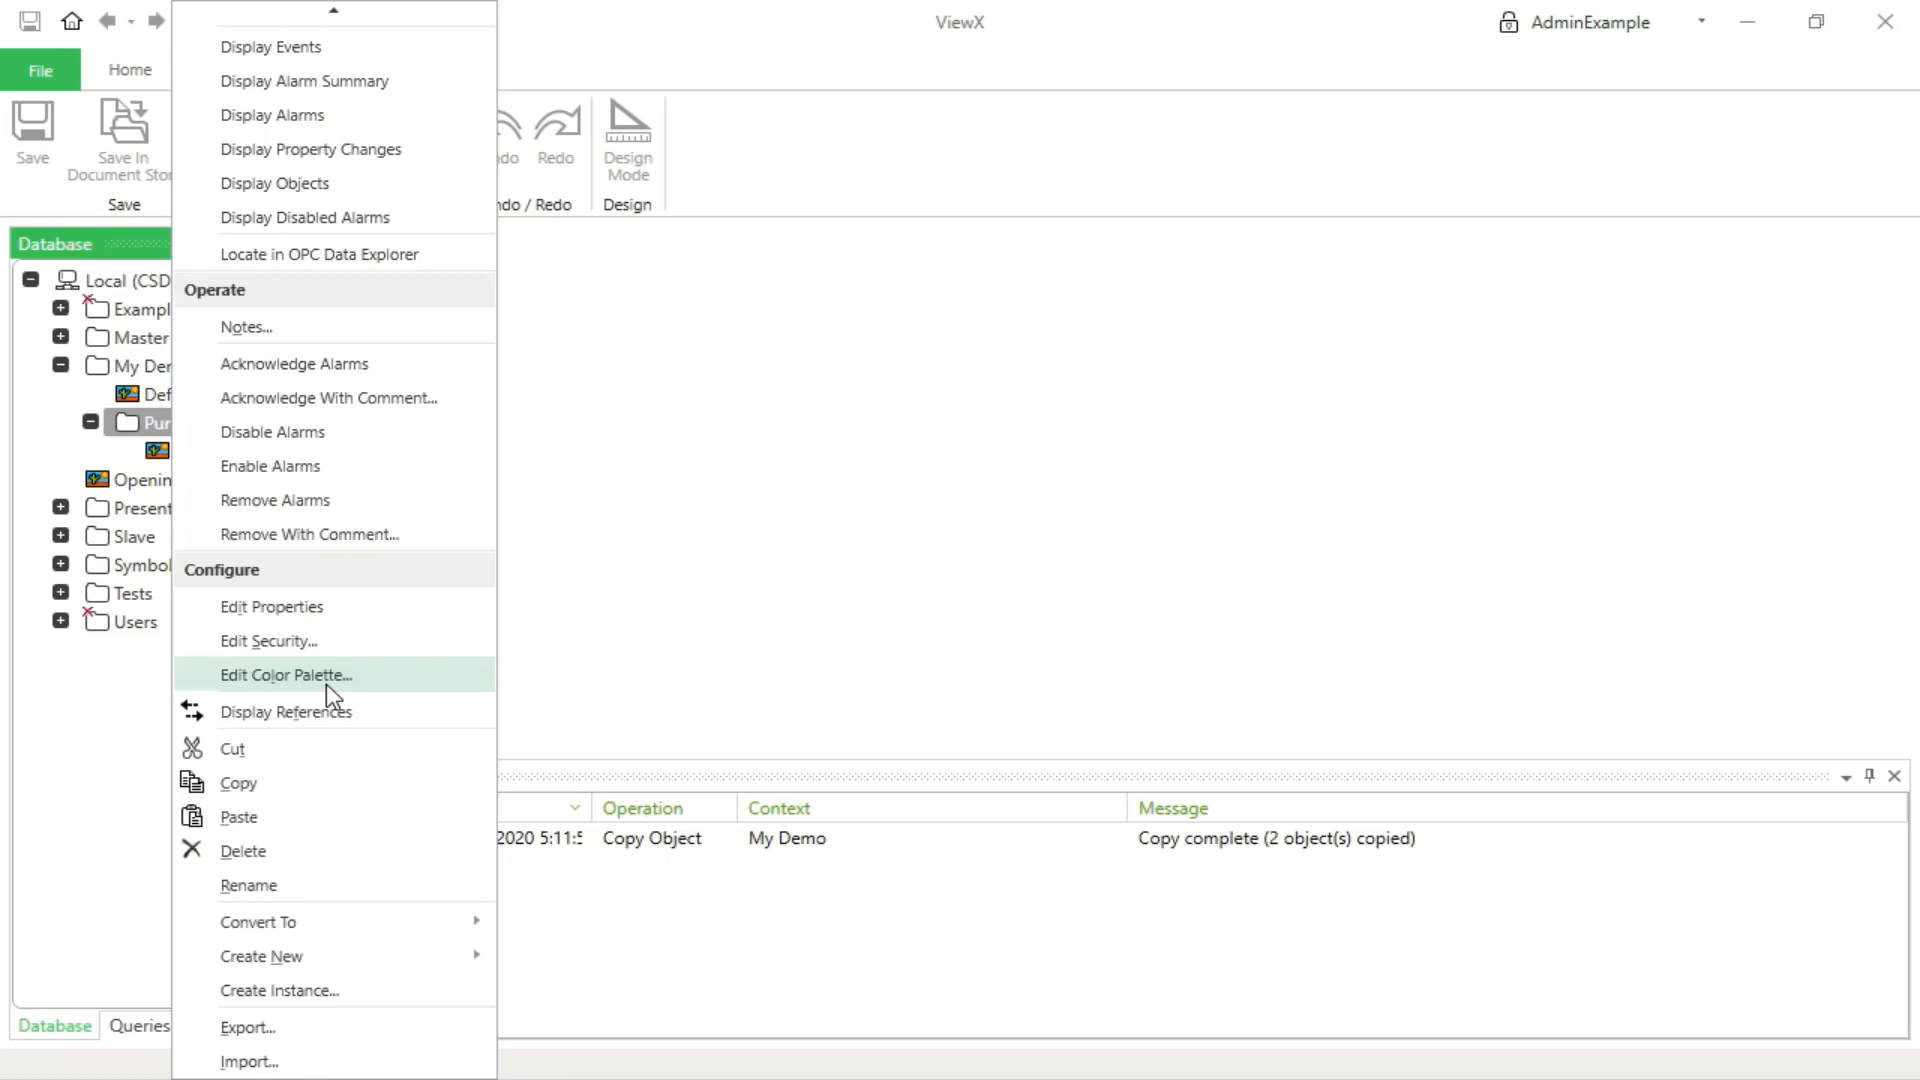 ViewX
AdminExample
File
Home
Save
Save In
Document Sto
Redo
Design
Mode
Save
ndo / Redo
Design
Display Events
Display Alarm Summary
Display Alarms
Display Property Changes
Display Objects
Display Disabled Alarms
Locate in OPC Data Explorer
Operate
Notes...
Acknowledge Alarms
Acknowledge With Comment...
Disable Alarms
Enable Alarms
Remove Alarms
Remove With Comment...
Configure
Edit Properties
Edit Security...
Edit Color Palette...
Display References
Cut
Copy
Paste
Delete
Rename
Convert To
Create New
Create Instance...
Export...
Import...
Database
Local (CSD
Exampl
Master
My De
Def
Pur
Openin
Present
Slave
Symbol
Tests
Users
Database
Queries
Operation
Context
Message
2020 5:11:5
Copy Object
My Demo
Copy complete (2 object(s) copied)